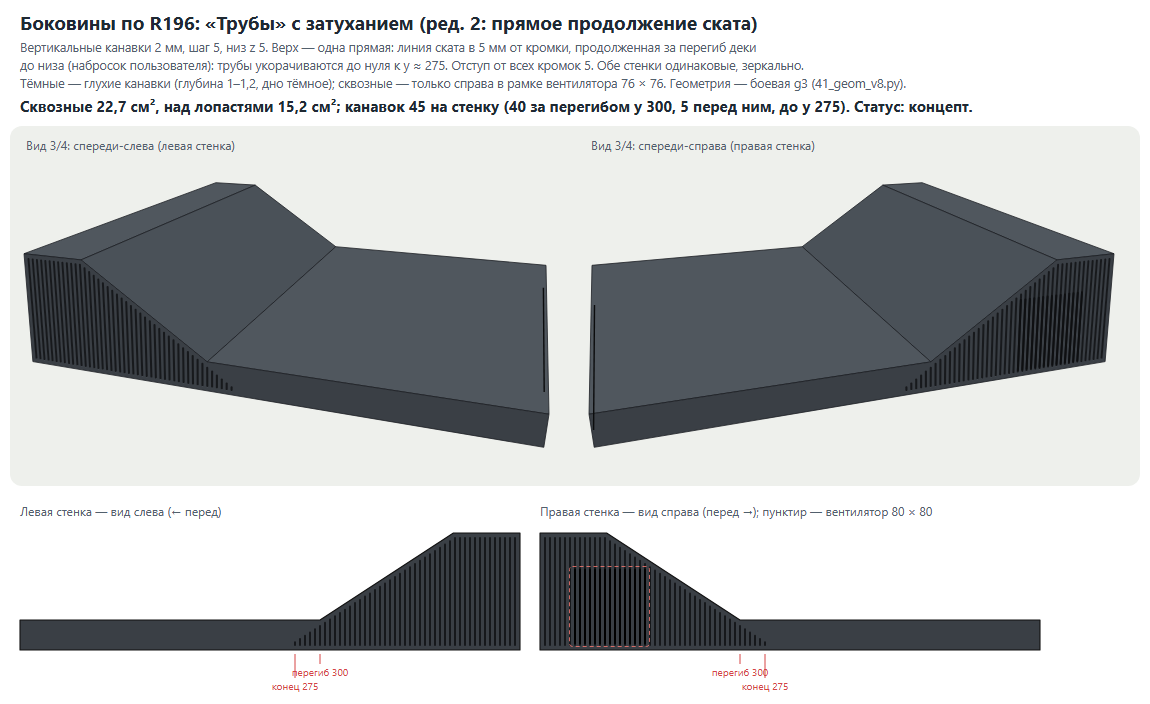 Боковины по R196: «Трубы» с затуханием (ред. 2: прямое продолжение ската)
Вертикальные канавки 2 мм, шаг 5, низ z 5. Верх — одна прямая: линия ската в 5 мм от кромки, продолженная за перегиб деки
до низа (набросок пользователя): трубы укорачиваются до нуля к y ≈ 275. Отступ от всех кромок 5. Обе стенки одинаковые, зеркально.
Тёмные — глухие канавки (глубина 1–1,2, дно тёмное); сквозные — только справа в рамке вентилятора 76 × 76. Геометрия — боевая g3 (41_geom_v8.py).
Сквозные 22,7 см², над лопастями 15,2 см²; канавок 45 на стенку (40 за перегибом y 300, 5 перед ним, до y 275). Статус: концепт.
Вид 3/4: спереди-слева (левая стенка)
Вид 3/4: спереди-справа (правая стенка)
Левая стенка — вид слева (← перед)
Правая стенка — вид справа (перед →); пунктир — вентилятор 80 × 80
перегиб 300
конец 275
перегиб 300
конец 275